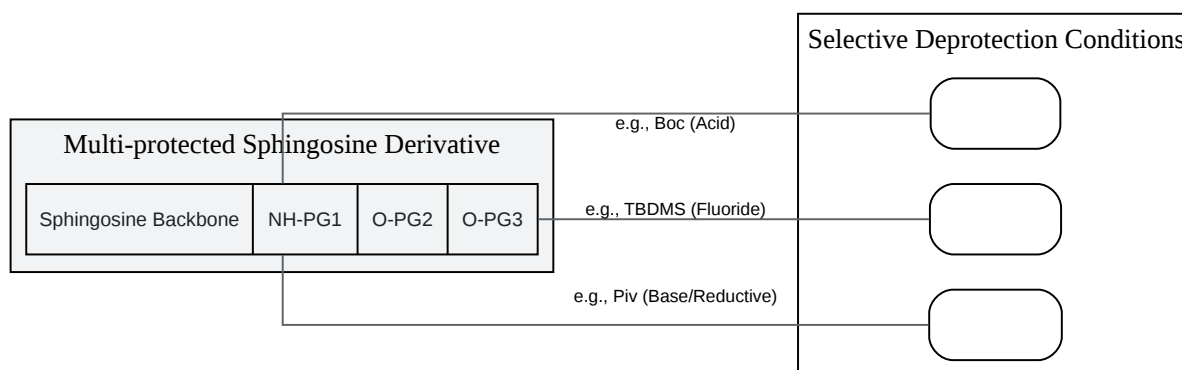 Selective Deprotection Conditions
e.g., Boc (Acid)
Multi-protected Sphingosine Derivative
Sphingosine Backbone NH-PG1 O-PG2 O-PG3
e.g., TBDMS (Fluoride)
e.g., Piv (Base/Reductive)